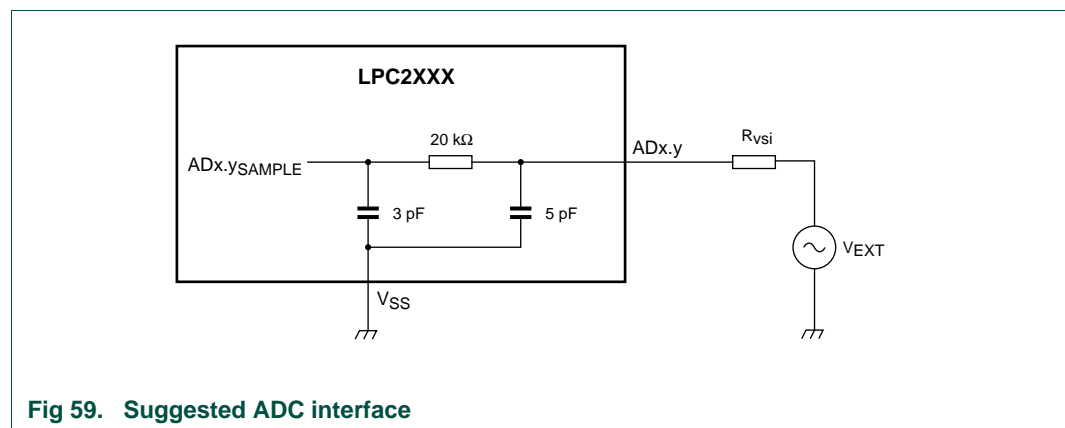 LPC2XXX
20 kΩ
Rvsi
ADx.y
ADx.ySAMPLE
3 pF
5 pF
VEXT
VSS
Fig 59. Suggested ADC interface